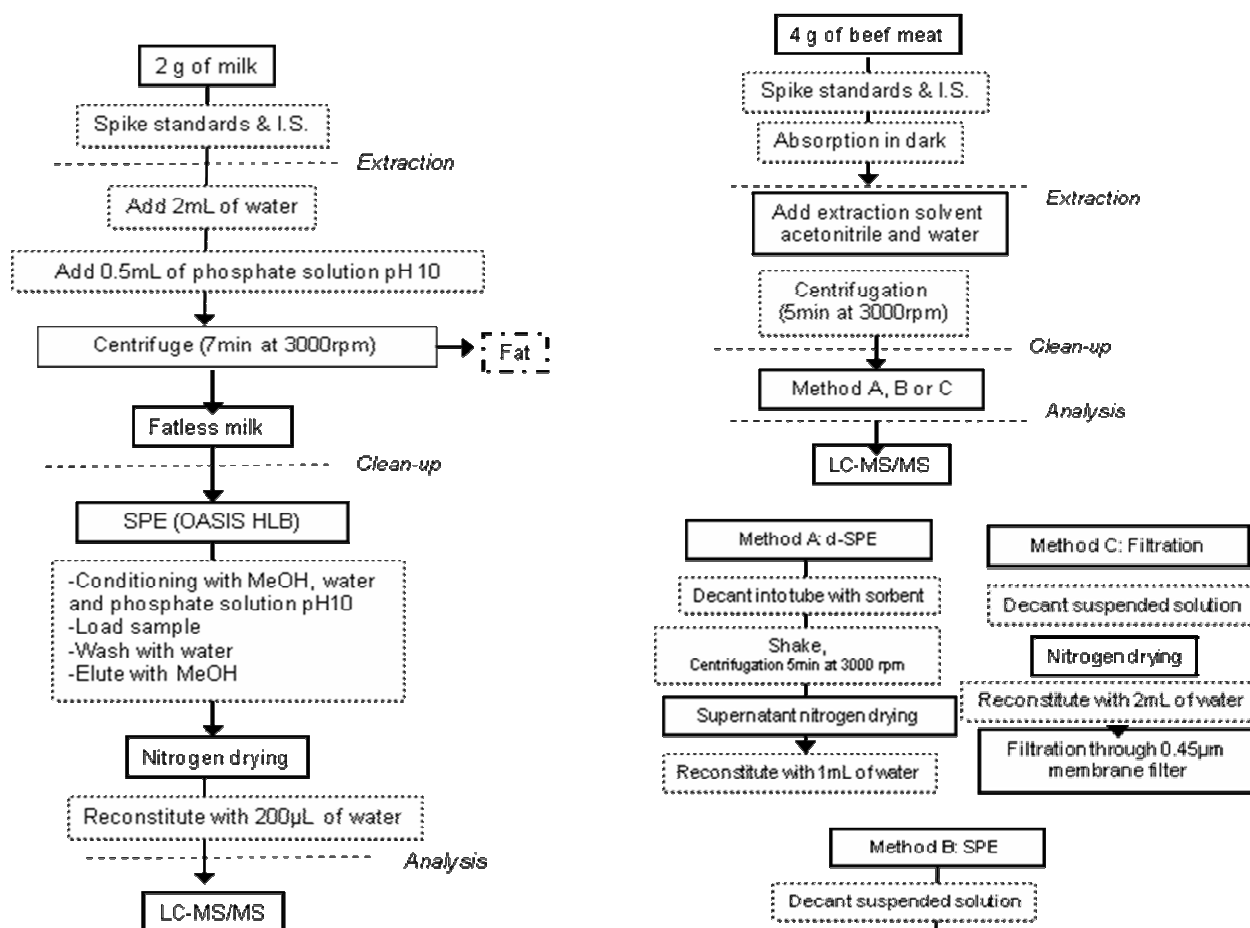 2 g of milk
Spike standards & I.S.
Extraction
Add 2mL of water
Add 0.5mL of phosphate solution pH 10
Centrifuge (7min at 3000rpm)
Fat
Fatless milk
Clean-up
SPE (OASIS HLB)
-Conditioning with MeOH, water
and phosphate solution pH10
-Load sample
-Wash with water
-Elute with MeOH
Nitrogen drying
Reconstitute with 200µL of water
Analysis
LC-MS/MS
4 g of beef meat
Spike standards & I.S.
Absorption in dark
Extraction
Add extraction solvent
acetonitrile and water
Centrifugation
(5min at 3000rpm)
Clean-up
Method A, B or C
Analysis
LC-MS/MS
Method A: d-SPE
Decant into tube with sorbent
Shake,
Centrifugation 5min at 3000 rpm
Supernatant nitrogen drying
Reconstitute with 1mL of water
Method C: Filtration
Decant suspended solution
Nitrogen drying
Reconstitute with 2mL of water
Filtration through 0.45µm
membrane filter
Method B: SPE
Decant suspended solution